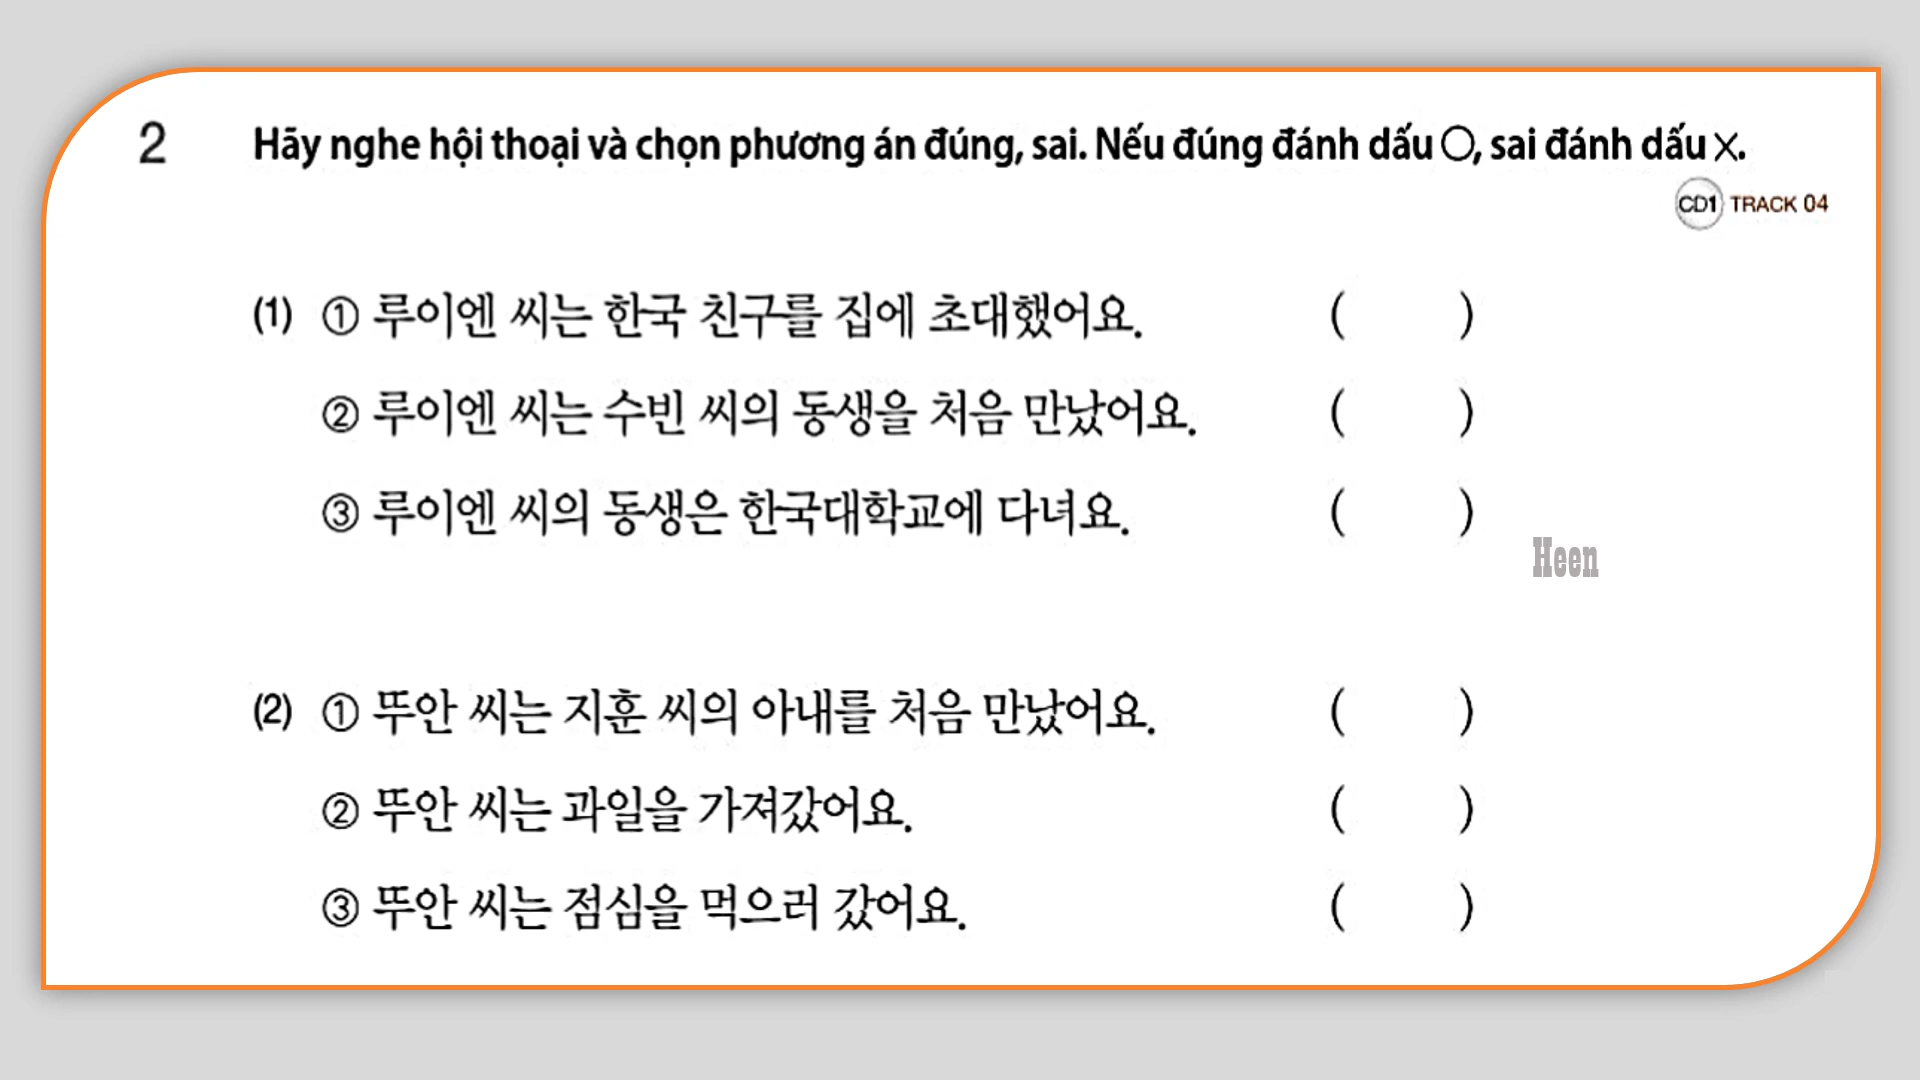 2 Hãy nghe hội thoại và chọn phương án đúng, sai. Nếu đúng đánh dấu ○, sai đánh dấu ×.
CD1 TRACK 04
(1) ① 루이엔 씨는 한국 친구를 집에 초대했어요. ( )
② 루이엔 씨는 수빈 씨의 동생을 처음 만났어요. ( )
③ 루이엔 씨의 동생은 한국대학교에 다녀요. ( )
Heen
(2) ① 뚜안 씨는 지훈 씨의 아내를 처음 만났어요. ( )
② 뚜안 씨는 과일을 가져갔어요. ( )
③ 뚜안 씨는 점심을 먹으러 갔어요. ( )